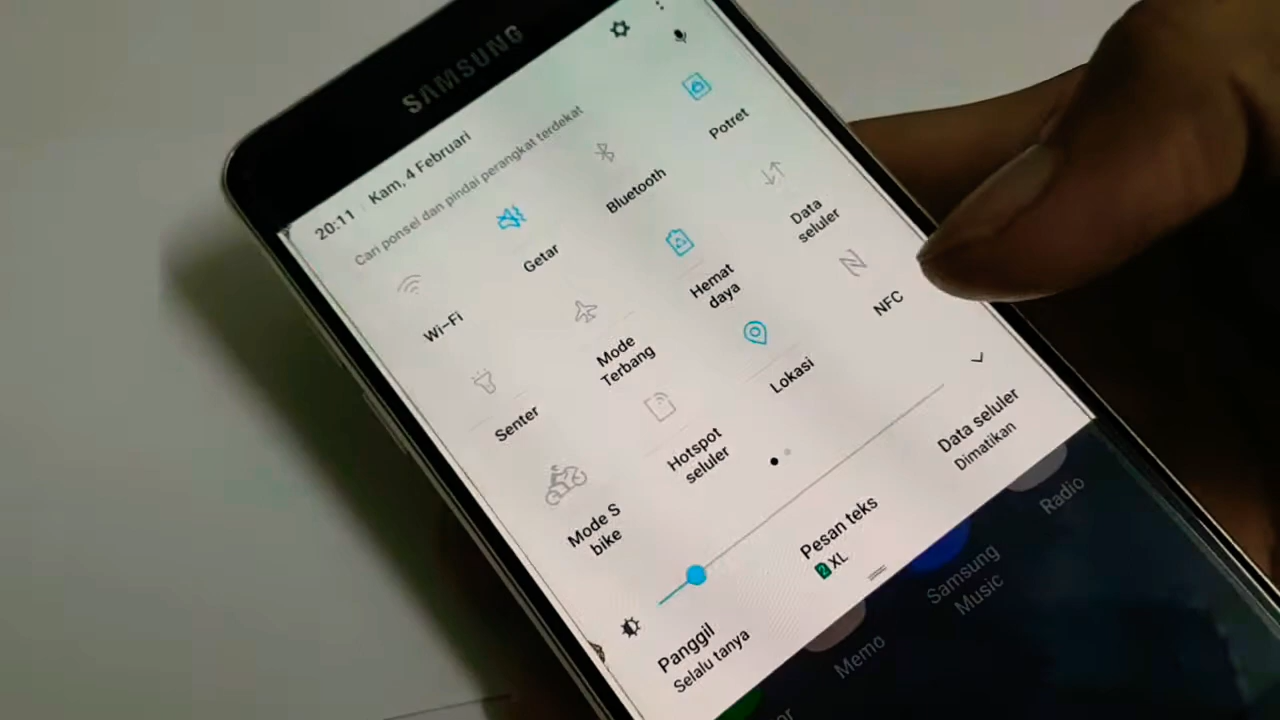 SAMSUNG
20:11 Kam, 4 Februari
Cari ponsel dan pindai perangkat terdekat
Wi-Fi
Getar
Bluetooth
Potret
Senter
Mode
Terbang
Hemat
daya
Data
seluler
Mode S
bike
Hotspot
seluler
Lokasi
NFC
Panggil
Selalu tanya
Pesan teks
2 XL
Data seluler
Dimatikan
Memo
Samsung
Music
Radio